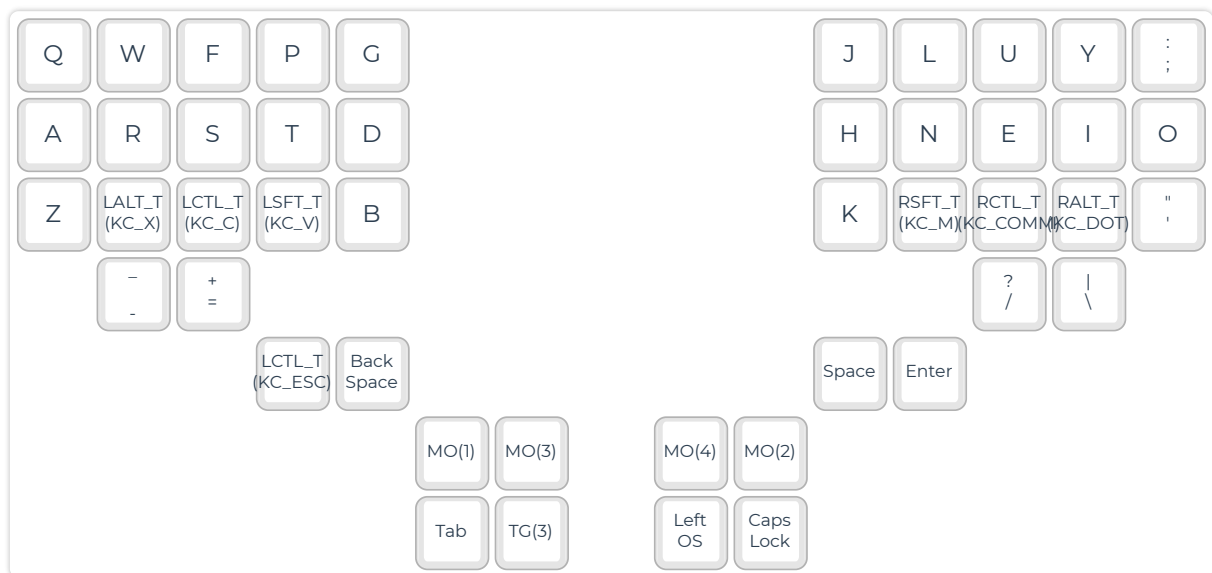 Q W F P G J L U Y :
;
A R S T D H N E I O
Z LALT_T LCTL_T LSFT_T B K RSFT_T RCTL_T RALT_T "
(KC_X) (KC_C) (KC_V) (KC_M) (KC_COMM) (KC_DOT) '
_ + ? |
- = / \
LCTL_T Back Space Enter
(KC_ESC) Space
MO(1) MO(3) MO(4) MO(2)
Tab TG(3) Left Caps
OS Lock